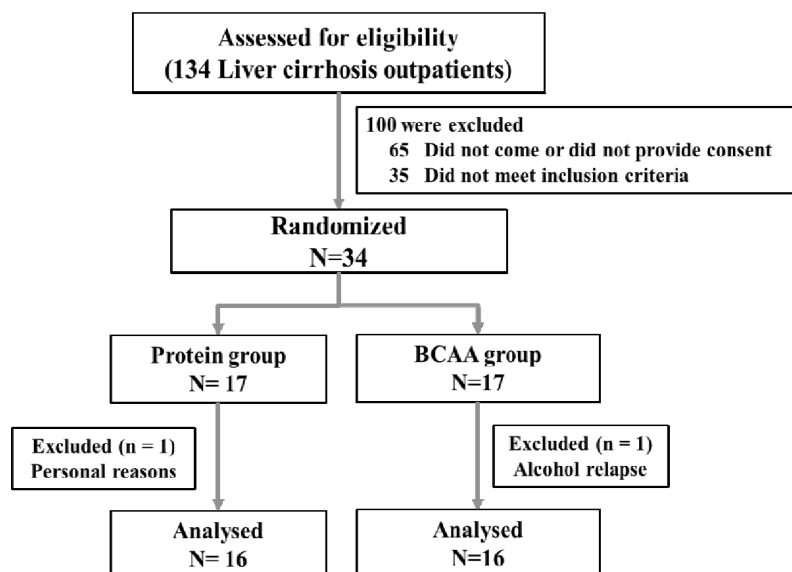 Assessed for eligibility
(134 Liver cirrhosis outpatients)
100 were excluded
65 Did not come or did not provide consent
35 Did not meet inclusion criteria
Randomized
N=34
Protein group
N= 17
BCAA group
N=17
Excluded (n = 1)
Personal reasons
Excluded (n = 1)
Alcohol relapse
Analysed
N= 16
Analysed
N=16